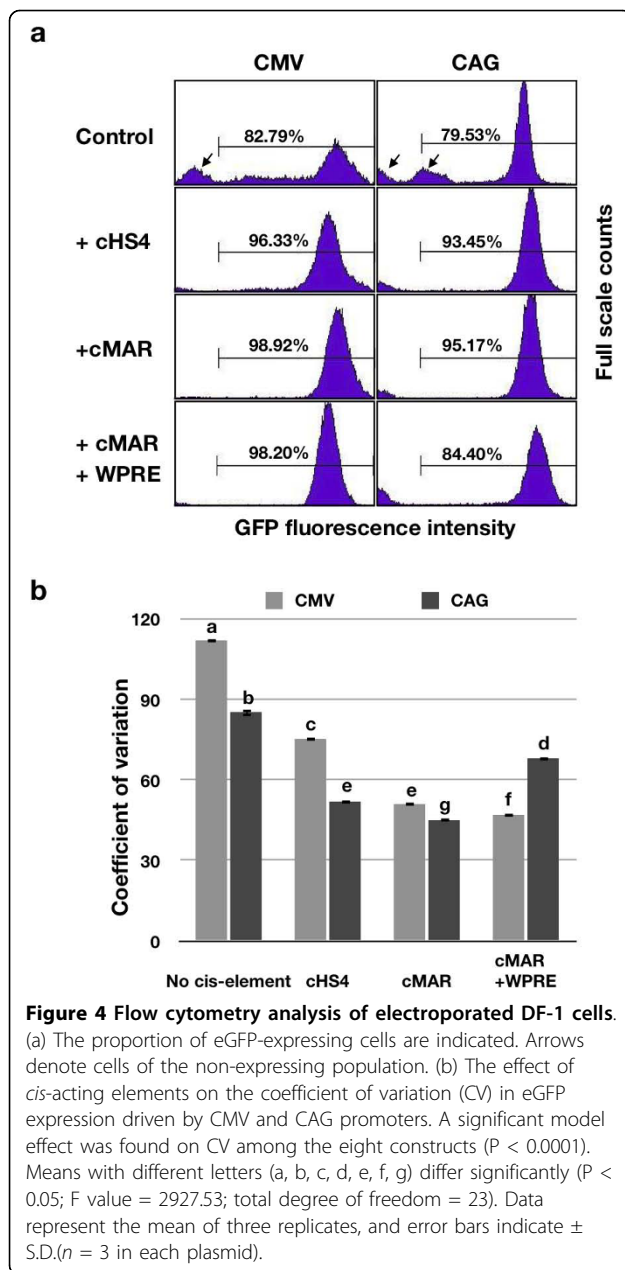 a
CMV CAG
Control 82.79% 79.53%
+ cHS4 96.33% 93.45%
+cMAR 98.92% 95.17%
+ cMAR
+ WPRE 98.20% 84.40%
Full scale counts
GFP fluorescence intensity
b
CMV CAG
Coefficient of variation
120
90
60
30
0
a b c e e g f d
No cis-element cHS4 cMAR cMAR
+WPRE
Figure 4 Flow cytometry analysis of electroporated DF-1 cells.
(a) The proportion of eGFP-expressing cells are indicated. Arrows
denote cells of the non-expressing population. (b) The effect of
cis-acting elements on the coefficient of variation (CV) in eGFP
expression driven by CMV and CAG promoters. A significant model
effect was found on CV among the eight constructs (P < 0.0001).
Means with different letters (a, b, c, d, e, f, g) differ significantly (P <
0.05; F value = 2927.53; total degree of freedom = 23). Data
represent the mean of three replicates, and error bars indicate ±
S.D.(n = 3 in each plasmid).